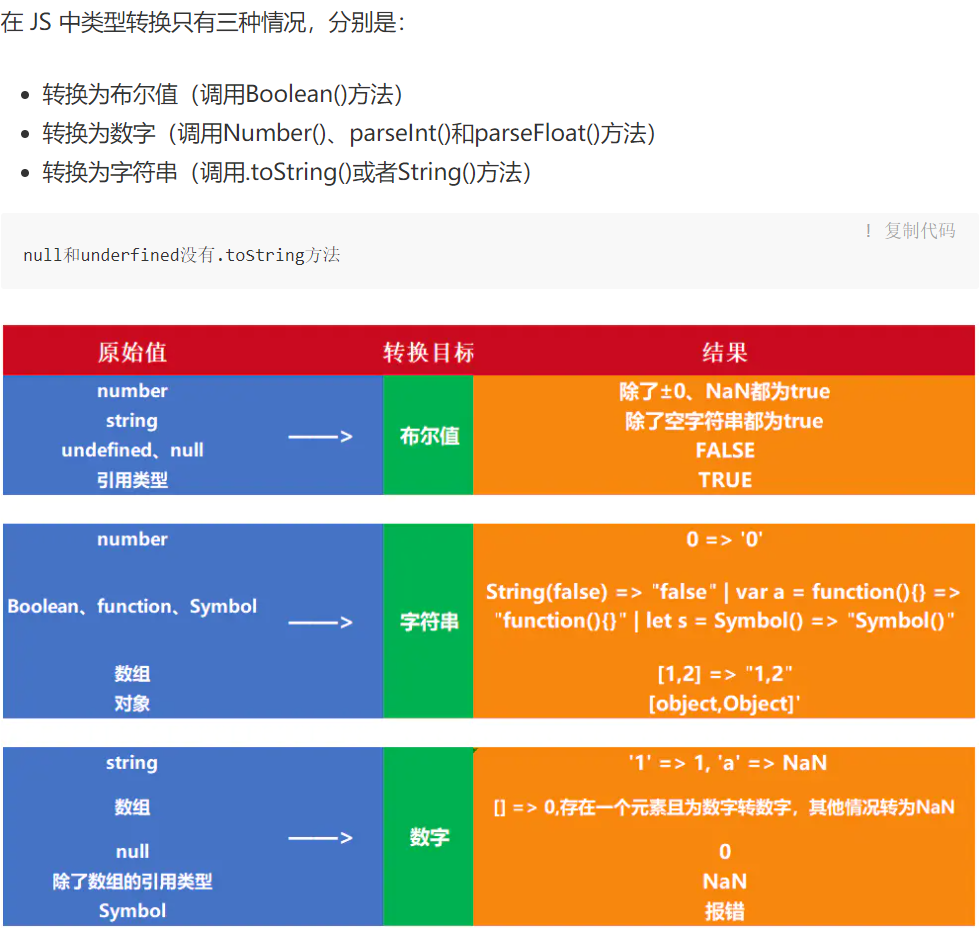 在 JS 中类型转换只有三种情况，分别是：
• 转换为布尔值（调用Boolean()方法）
• 转换为数字（调用Number()、parseInt()和parseFloat()方法）
• 转换为字符串（调用.toString()或者String()方法）
! 复制代码
null和underfined没有.toString方法
原始值 转换目标 结果
number 除了±0、NaN都为true
string 除了空字符串都为true
———> 布尔值
undefined、null FALSE
引用类型 TRUE
number 0 => '0'
Boolean、function、Symbol String(false) => "false" | var a = function(){} =>
"function(){}" | let s = Symbol() => "Symbol()"
———> 字符串
数组 [1,2] => "1,2"
对象 [object,Object]'
string '1' => 1, 'a' => NaN
数组 [] => 0,存在一个元素且为数字转数字，其他情况转为NaN
———> 数字
null 0
除了数组的引用类型 NaN
Symbol 报错